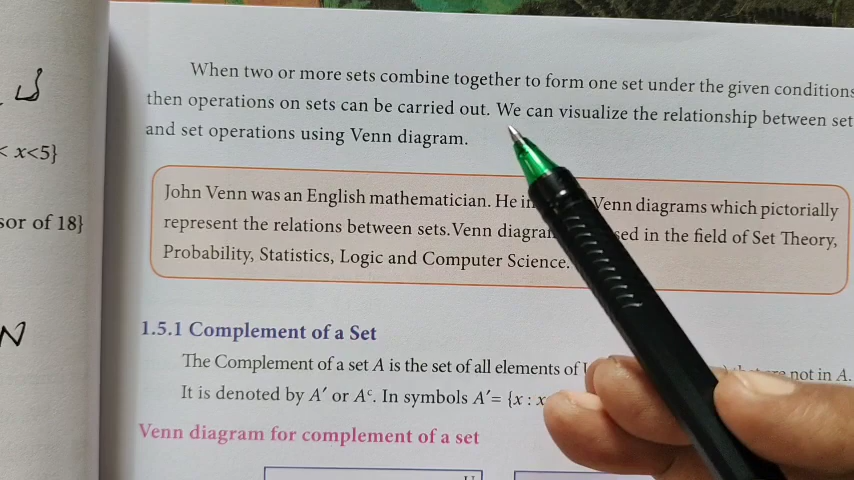 < x<5}
sor of 18}
N
When two or more sets combine together to form one set under the given conditions
then operations on sets can be carried out. We can visualize the relationship between set
and set operations using Venn diagram.
John Venn was an English mathematician. He in Venn diagrams which pictorially
represent the relations between sets. Venn diagra sed in the field of Set Theory,
Probability, Statistics, Logic and Computer Science.
1.5.1 Complement of a Set
The Complement of a set A is the set of all elements of not in A.
It is denoted by A′ or Aᶜ. In symbols A′= {x : x
Venn diagram for complement of a set
U